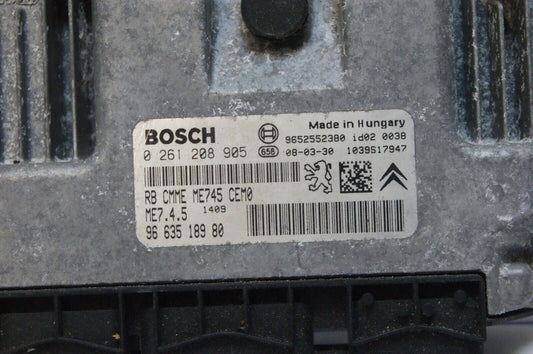 BOSCH
Made in Hungary
9652552380 id02 0038
0 261 208 905
658 08-03-30 1039S17947
RB CMME ME745 CEM0
ME7.4.5 1409
96 635 189 80